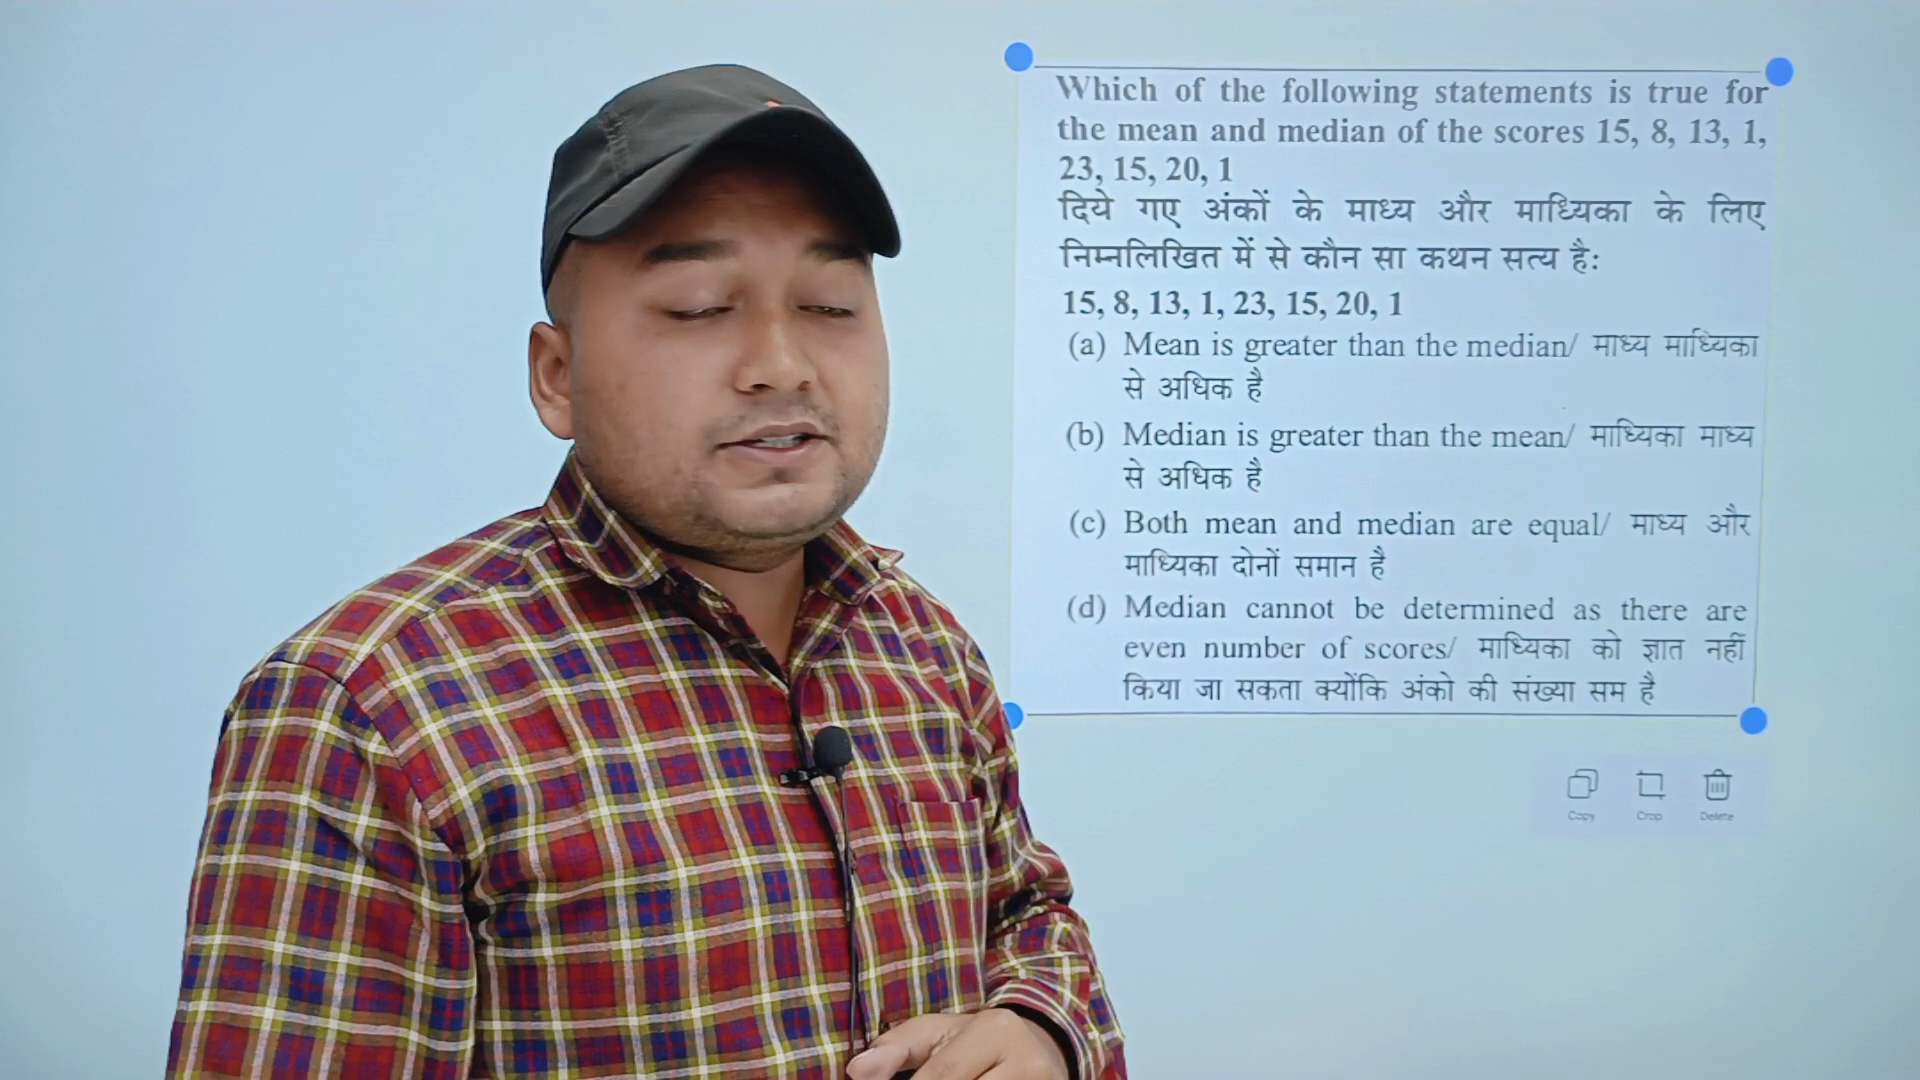 Which of the following statements is true for
the mean and median of the scores 15, 8, 13, 1,
23, 15, 20, 1
दिये गए अंकों के माध्य और माध्यिका के लिए
निम्नलिखित में से कौन सा कथन सत्य है:
15, 8, 13, 1, 23, 15, 20, 1
(a) Mean is greater than the median/ माध्य माध्यिका
से अधिक है
(b) Median is greater than the mean/ माध्यिका माध्य
से अधिक है
(c) Both mean and median are equal/ माध्य और
माध्यिका दोनों समान है
(d) Median cannot be determined as there are
even number of scores/ माध्यिका को ज्ञात नहीं
किया जा सकता क्योंकि अंको की संख्या सम है
Copy Crop Delete